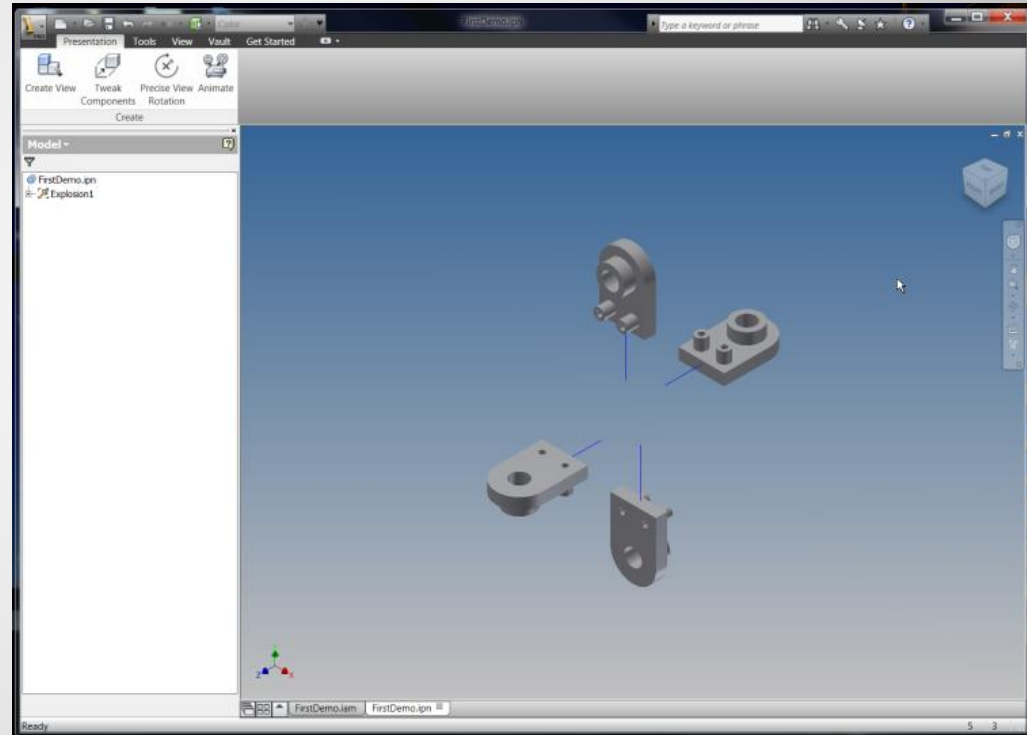 FirstDemo.ipn
Type a keyword or phrase
PRO
Presentation Tools View Vault Get Started
Create View Tweak Components Precise View Rotation Animate
Create
Model
FirstDemo.ipn
Explosion1
Z X
FirstDemo.iam FirstDemo.ipn
Ready 5 3